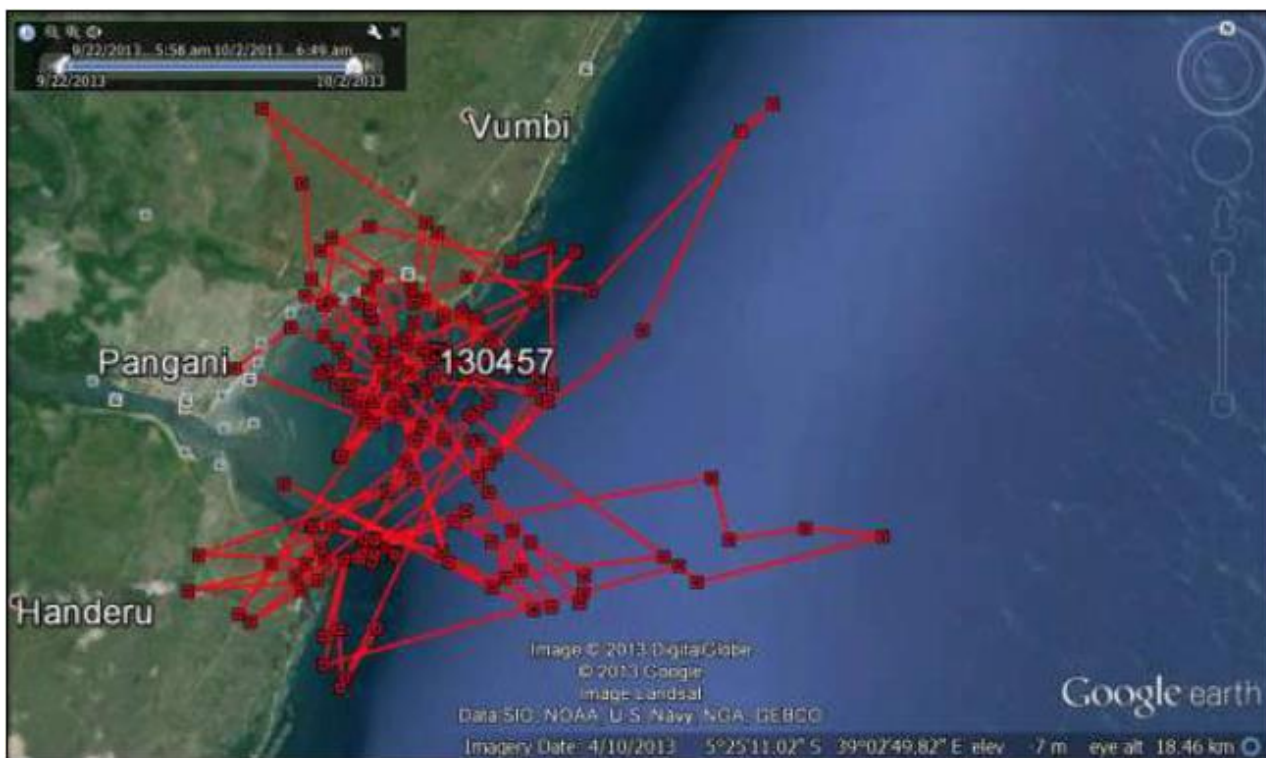 9/22/2013 5:56 am 10/2/2013 6:49 am
9/22/2013 10/2/2013
N
Vumbi
Pangani
130457
Handeru
Image © 2013 DigitalGlobe
© 2013 Google
Image Landsat
Data SIO, NOAA, U.S. Navy, NGA, GEBCO
Google earth
Imagery Date: 4/10/2013 5°25'11.02" S 39°02'49.82" E elev -7 m eye alt 18.46 km